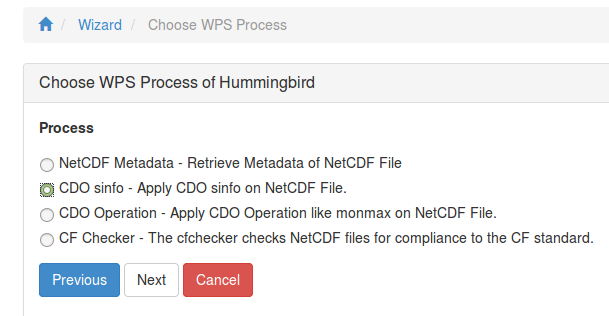 / Wizard / Choose WPS Process
Choose WPS Process of Hummingbird
Process
NetCDF Metadata - Retrieve Metadata of NetCDF File
CDO sinfo - Apply CDO sinfo on NetCDF File.
CDO Operation - Apply CDO Operation like monmax on NetCDF File.
CF Checker - The cfchecker checks NetCDF files for compliance to the CF standard.
Previous Next Cancel